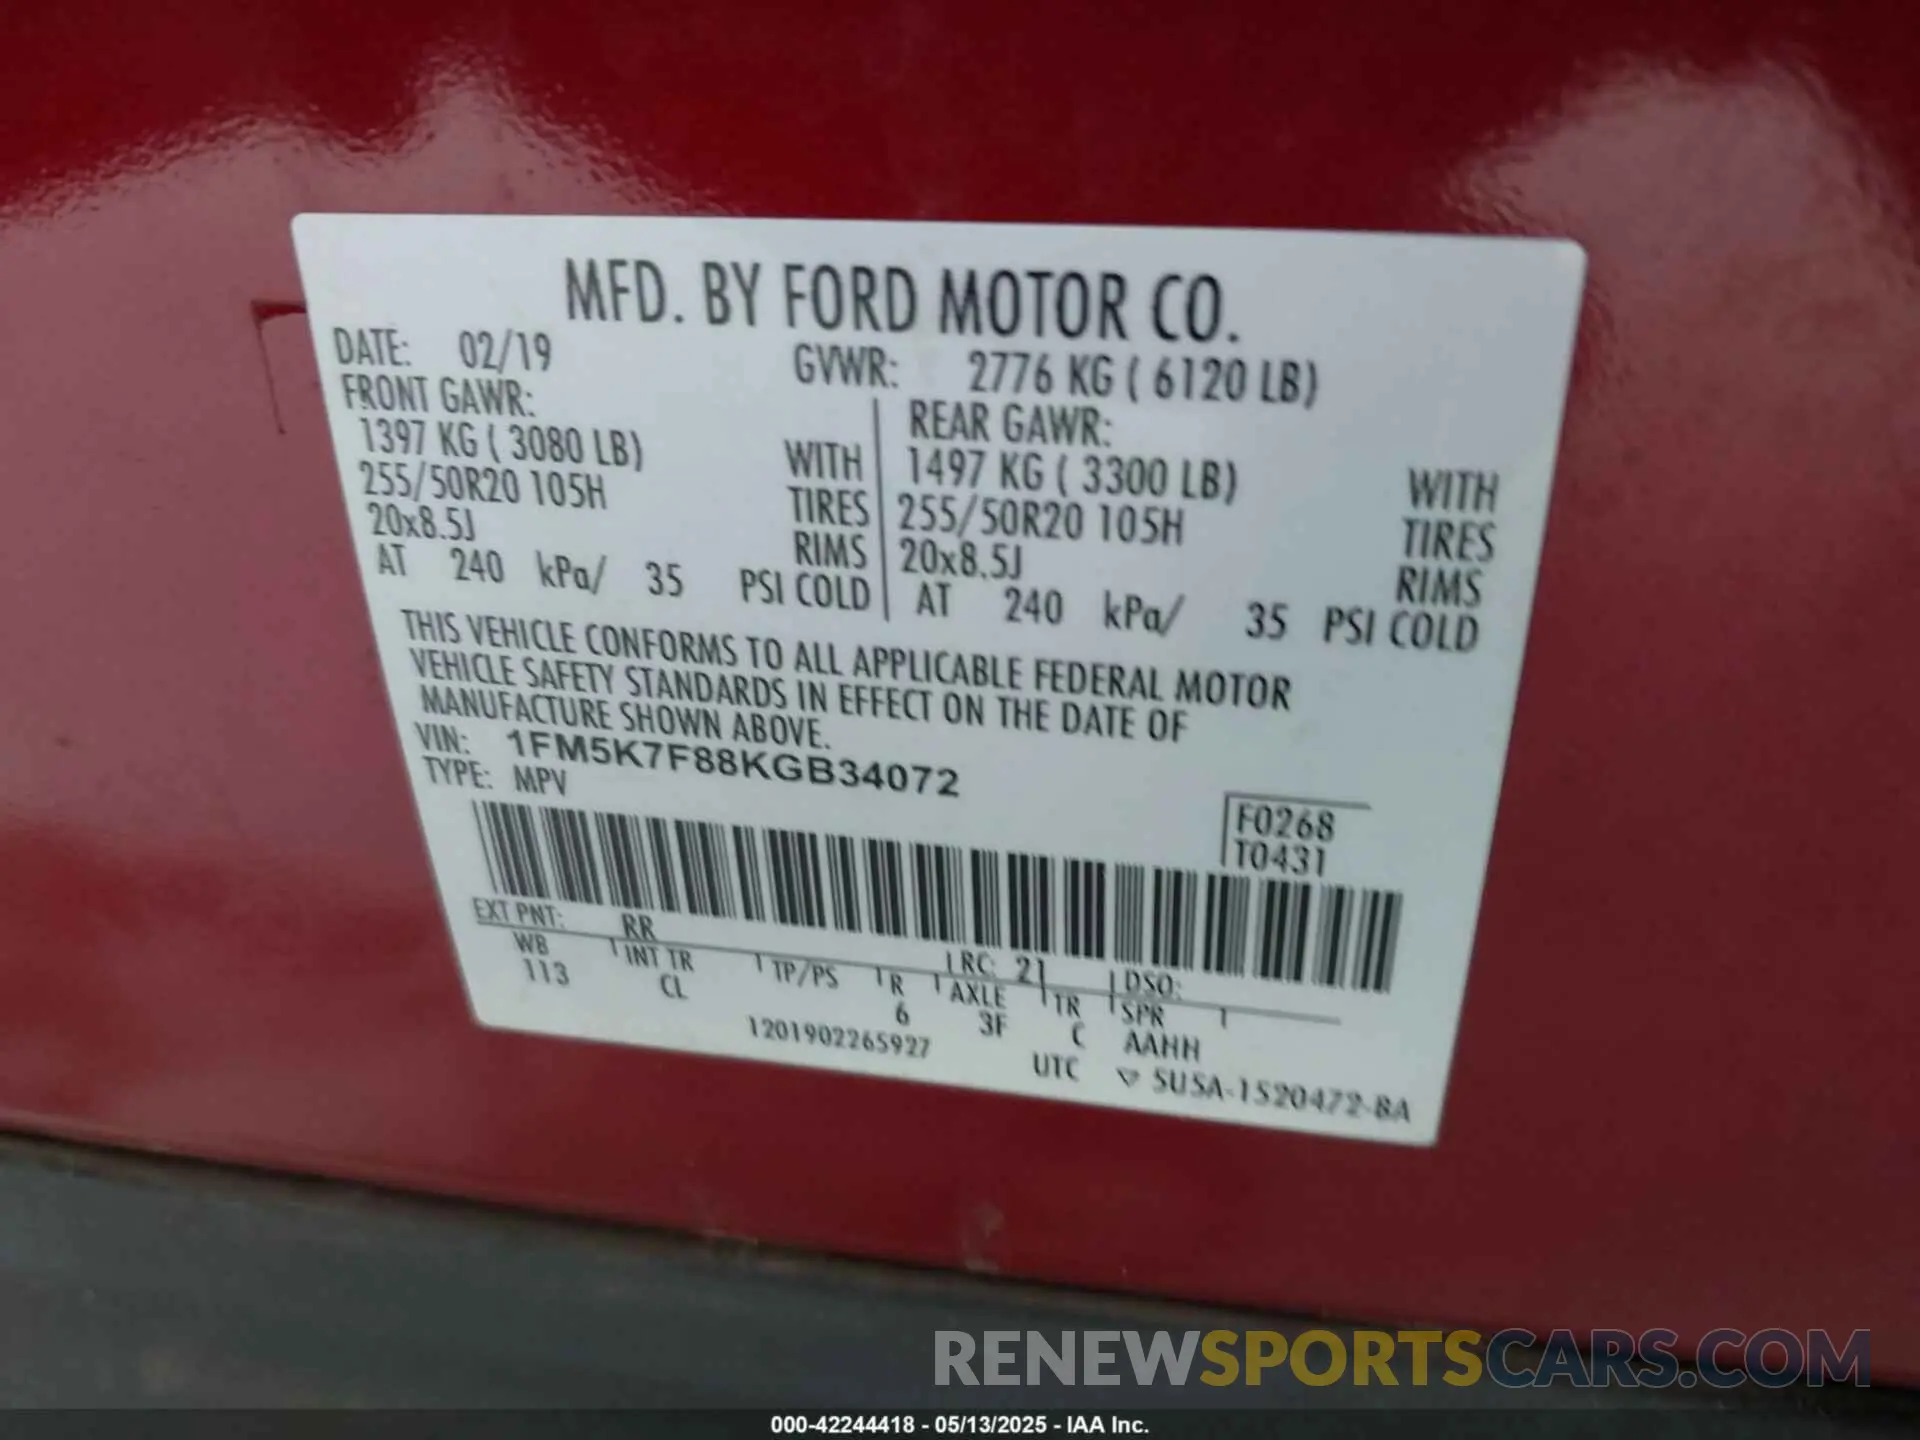 MFD. BY FORD MOTOR CO.
DATE: 02/19 GVWR: 2776 KG ( 6120 LB)
FRONT GAWR: REAR GAWR:
1397 KG ( 3080 LB) WITH 1497 KG ( 3300 LB) WITH
255/50R20 105H TIRES 255/50R20 105H TIRES
20x8.5J RIMS 20x8.5J RIMS
AT 240 kPa/ 35 PSI COLD AT 240 kPa/ 35 PSI COLD
THIS VEHICLE CONFORMS TO ALL APPLICABLE FEDERAL MOTOR
VEHICLE SAFETY STANDARDS IN EFFECT ON THE DATE OF
MANUFACTURE SHOWN ABOVE.
VIN: 1FM5K7F88KGB34072
TYPE: MPV
F0268
T0431
EXT PNT: RR RC: 21 DSO:
WB INT TR TP/PS R AXLE TR SPR
113 CL 6 3F C AAHH
1201902265927 UTC ▽ 5U5A-1520472-BA
RENEWSPORTSCARS.COM
000-42244418 - 05/13/2025 - IAA Inc.